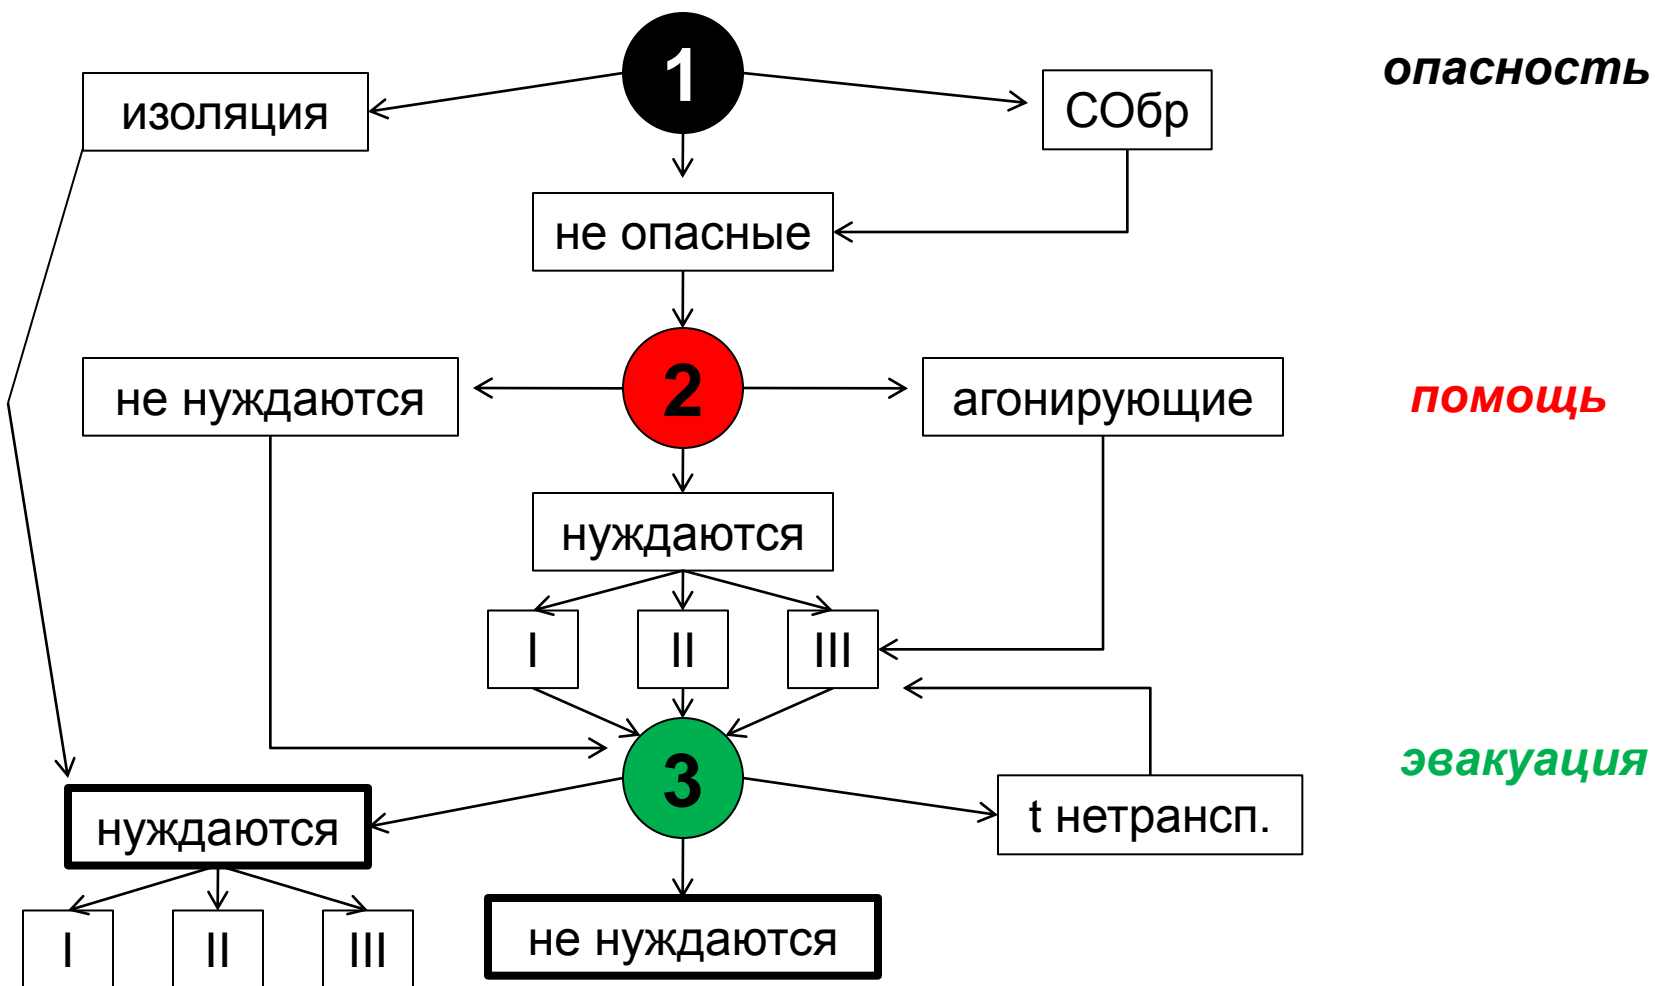 1
опасность
изоляция
СОбр
не опасные
2
не нуждаются
агонирующие
помощь
нуждаются
I
II
III
3
эвакуация
нуждаются
t нетрансп.
I
II
III
не нуждаются